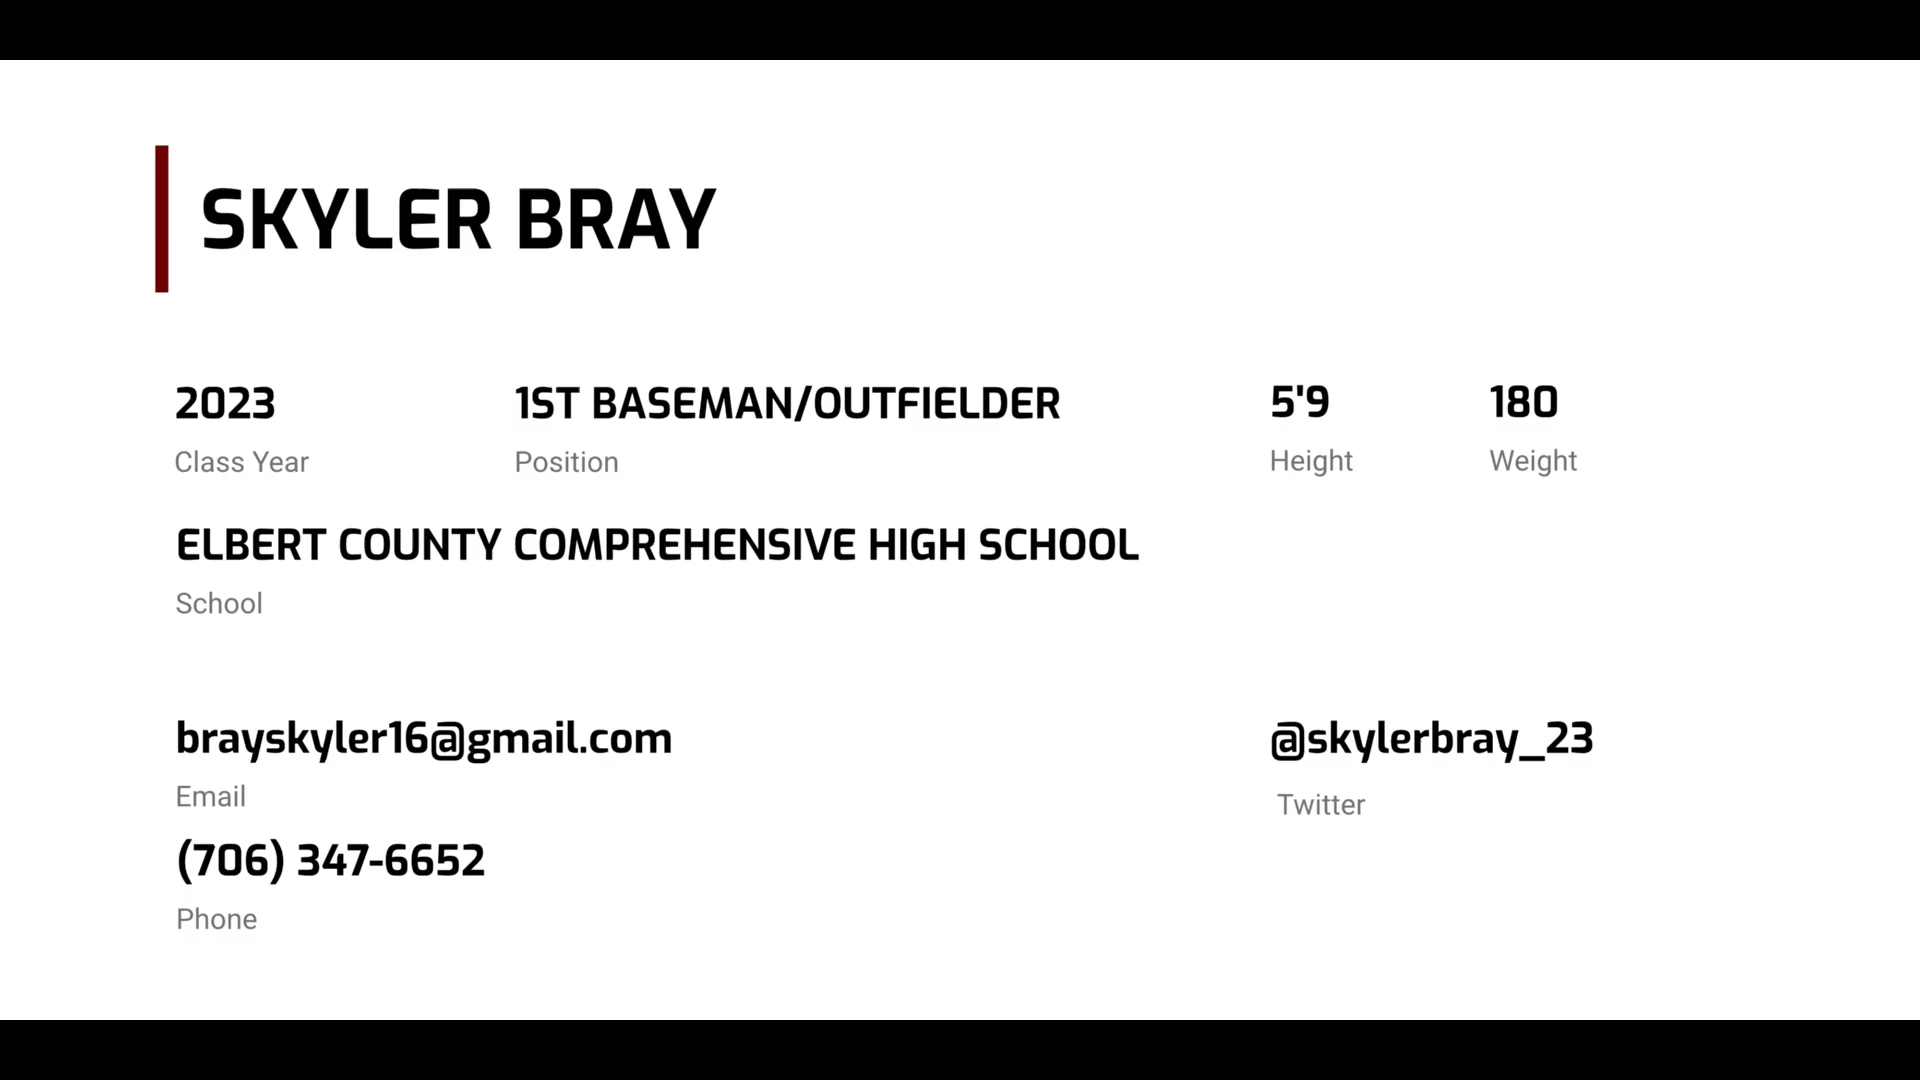 SKYLER BRAY
2023 1ST BASEMAN/OUTFIELDER 5'9 180
Class Year Position Height Weight
ELBERT COUNTY COMPREHENSIVE HIGH SCHOOL
School
brayskyler16@gmail.com @skylerbray_23
Email Twitter
(706) 347-6652
Phone